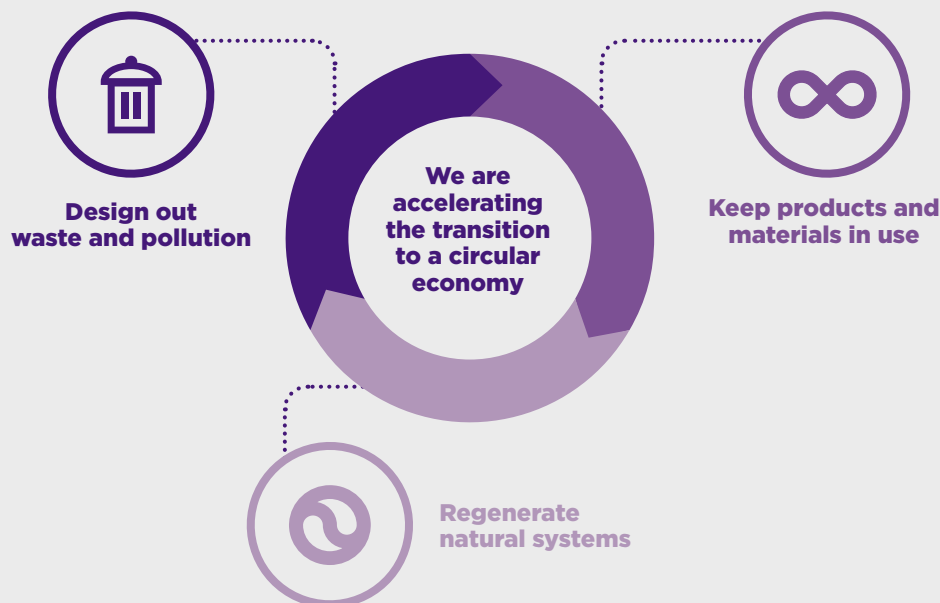 We are
accelerating
the transition
to a circular
economy
Design out
waste and pollution
Keep products and
materials in use
Regenerate
natural systems